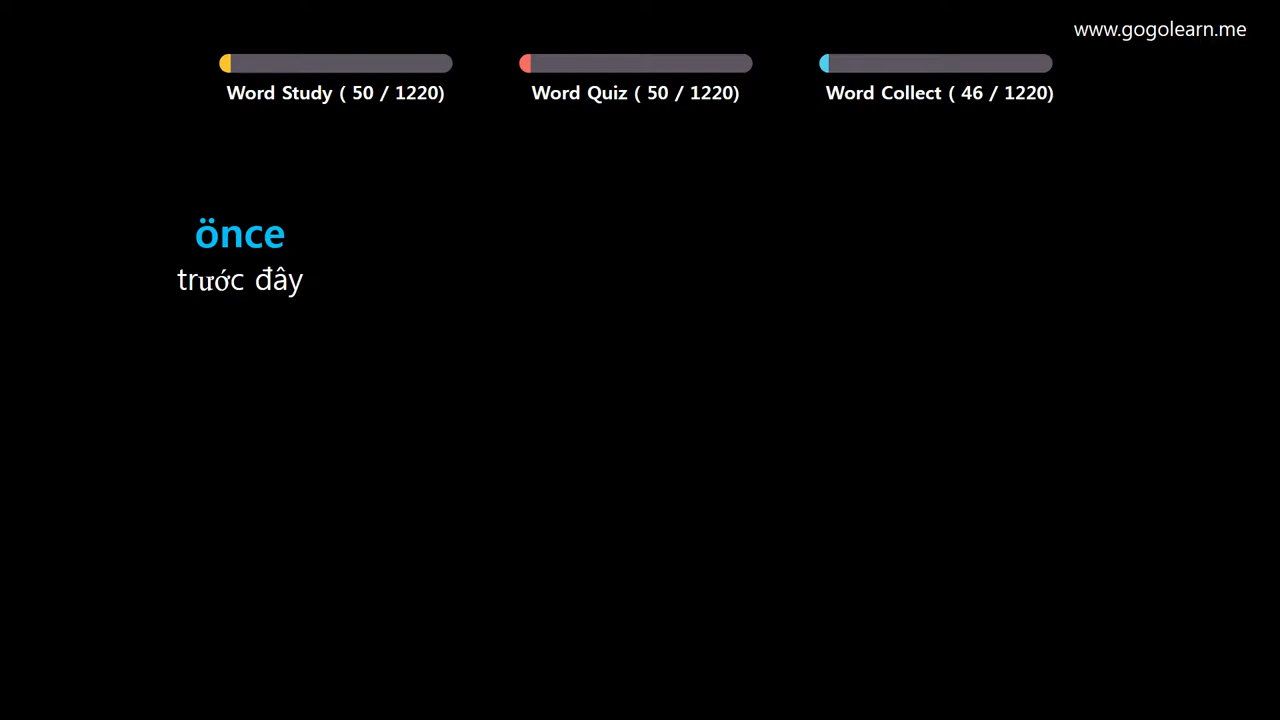 www.gogolearn.me
Word Study ( 50 / 1220)
Word Quiz ( 50 / 1220)
Word Collect ( 46 / 1220)
önce
trước đây